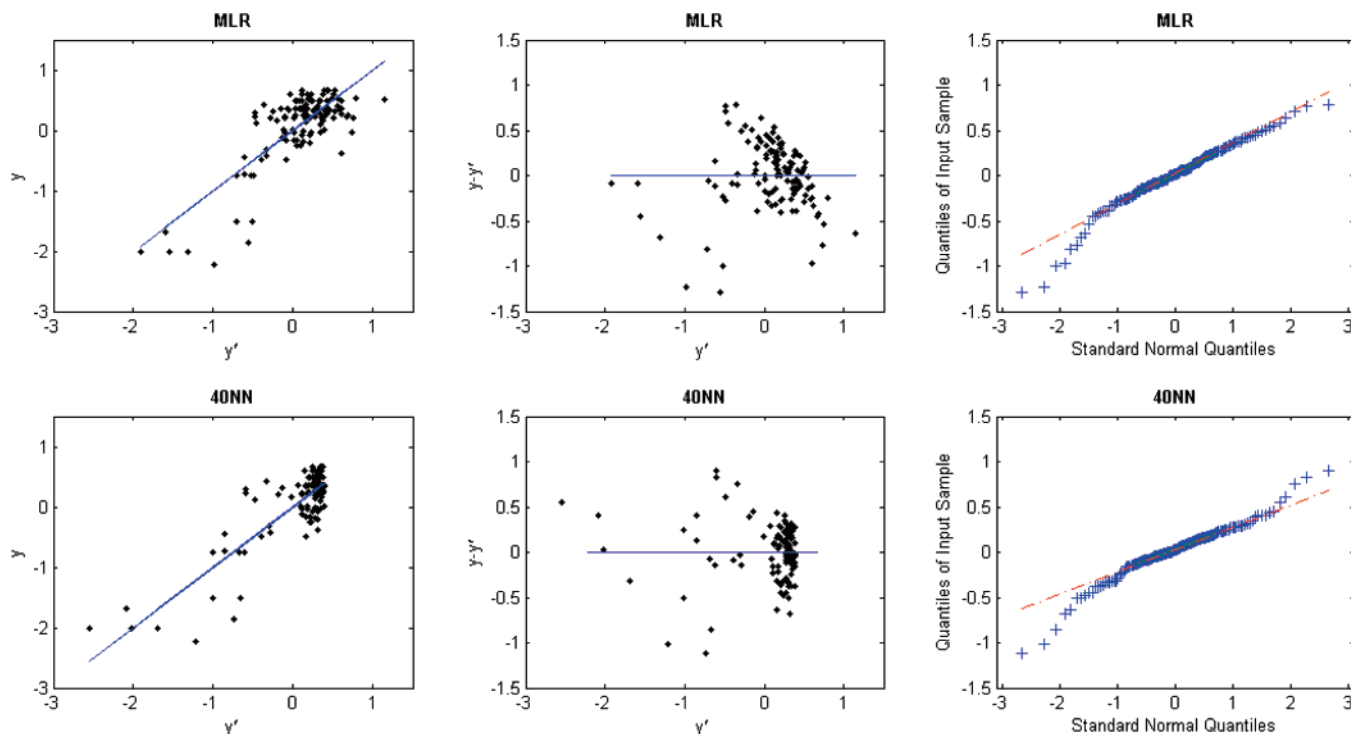 MLR
y
1
0
-1
-2
-3
-3 -2 -1 0 1
y′
MLR
y-y′
1.5
1
0.5
0
-0.5
-1
-1.5
-3 -2 -1 0 1
y′
MLR
Quantiles of Input Sample
1.5
1
0.5
0
-0.5
-1
-1.5
-3 -2 -1 0 1 2 3
Standard Normal Quantiles
40NN
y
1
0
-1
-2
-3
-3 -2 -1 0 1
y′
40NN
y-y′
1.5
1
0.5
0
-0.5
-1
-1.5
-3 -2 -1 0 1
y′
40NN
Quantiles of Input Sample
1.5
1
0.5
0
-0.5
-1
-1.5
-3 -2 -1 0 1 2 3
Standard Normal Quantiles